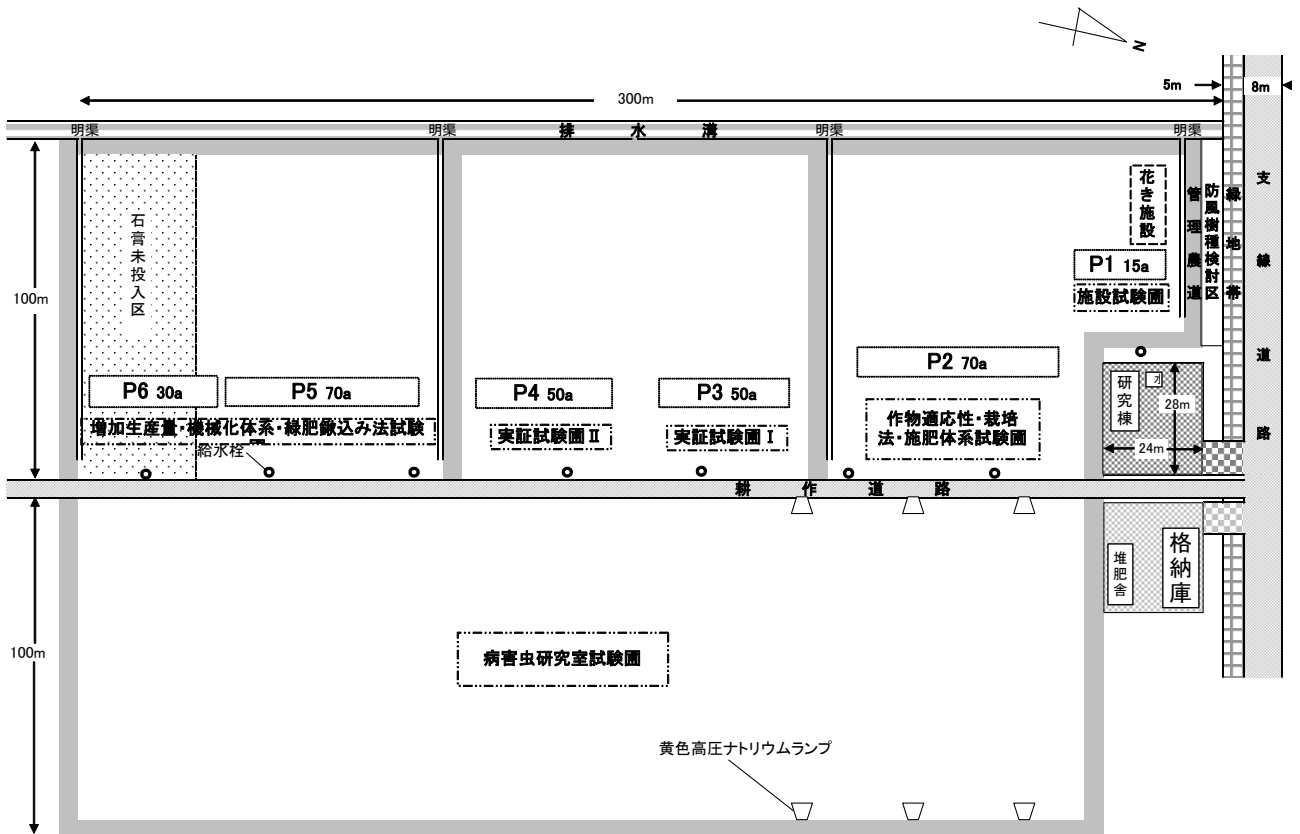 N
5m
8m
300m
明渠
明渠
排水溝
明渠
明渠
100m
石膏未投入区
花き施設
管理農道
防風樹種検討区
緑地帯
支線道路
P1 15a
施設試験圃
P2 70a
作物適応性・栽培
法・施肥体系試験圃
P3 50a
実証試験圃Ⅰ
P4 50a
実証試験圃Ⅱ
P5 70a
P6 30a
増加生産量・機械化体系・緑肥鋤込み法試験
給水栓
研究棟
28m
24m
耕作道路
堆肥舎
格納庫
100m
病害虫研究室試験圃
黄色高圧ナトリウムランプ